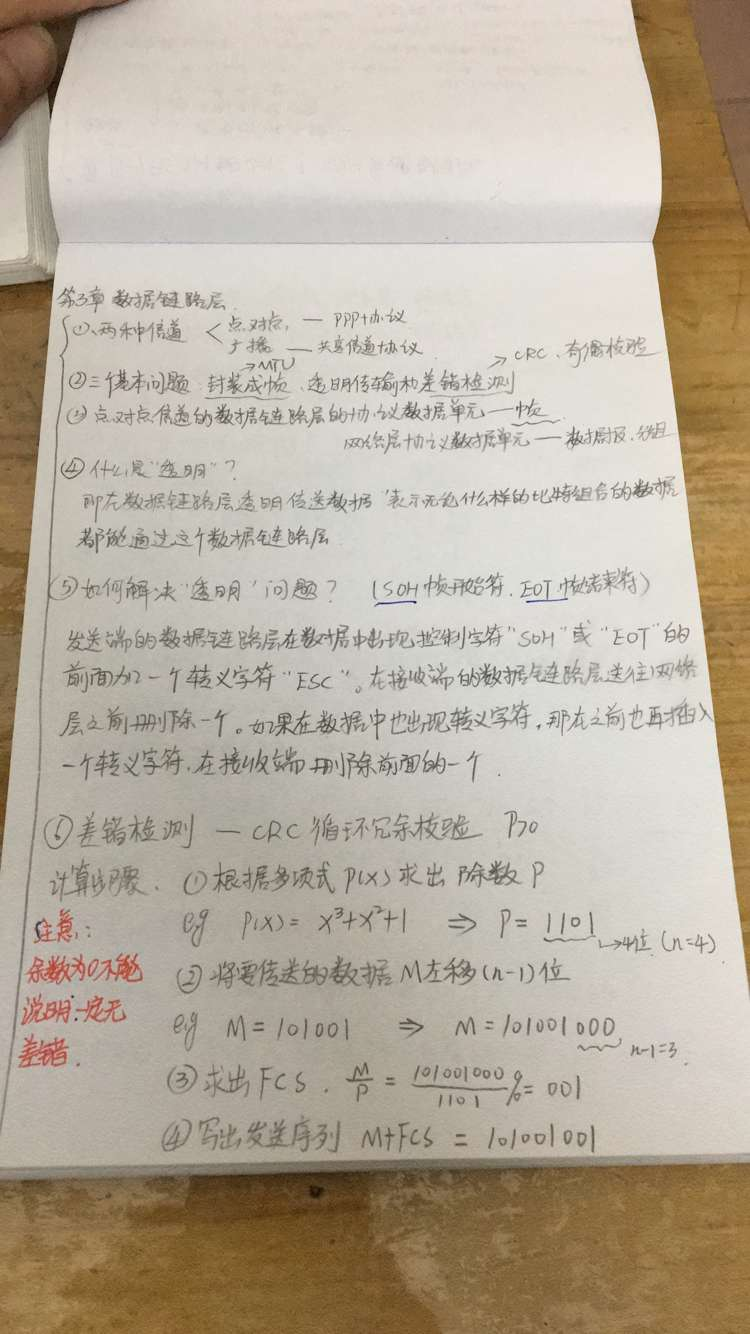 第3章 数据链路层.
①、两种信道 < 点对点, — PPP协议
广播 — 共享信道协议.
→MTU
→ CRC、奇偶校验
②三个基本问题:封装成帧、透明传输和差错检测
③ 点对点信道的数据链路层的协议数据单元——帧
网络层协议数据单元 — 数据报及、分组
④ 什么是“透明”?
即在数据链路层透明传送数据 表示无论什么样的比特组合的数据
都能通过这个数据链路层.
⑤如何解决“透明”问题? (SOH 帧开始符. EOT 帧结束符)
发送端的数据链路层在数据中出现控制字符“SOH”或“EOT”的
前面加入一个转义字符“ESC”。在接收端的数据链路层送往网络
层之前删除一个。如果在数据中也出现转义字符,那在之前也再插入
一个转义字符,在接收端删除前面的一个.
⑥差错检测 — CRC 循环冗余校验 P70
计算步骤. ①根据多项式 P(X) 求出 除数 P
eg P(X) = X³+X²+1 ⇒ P = 1101
→4位 (n=4)
②将要传送的数据 M左移(n-1)位
eg M=101001 ⇒ M=101001000
n-1=3
③求出FCS. M/P = 101001000/1101 % = 001
④写出发送序列 M+FCS = 101001001
注意:
余数为0不能
说明一定无
差错.